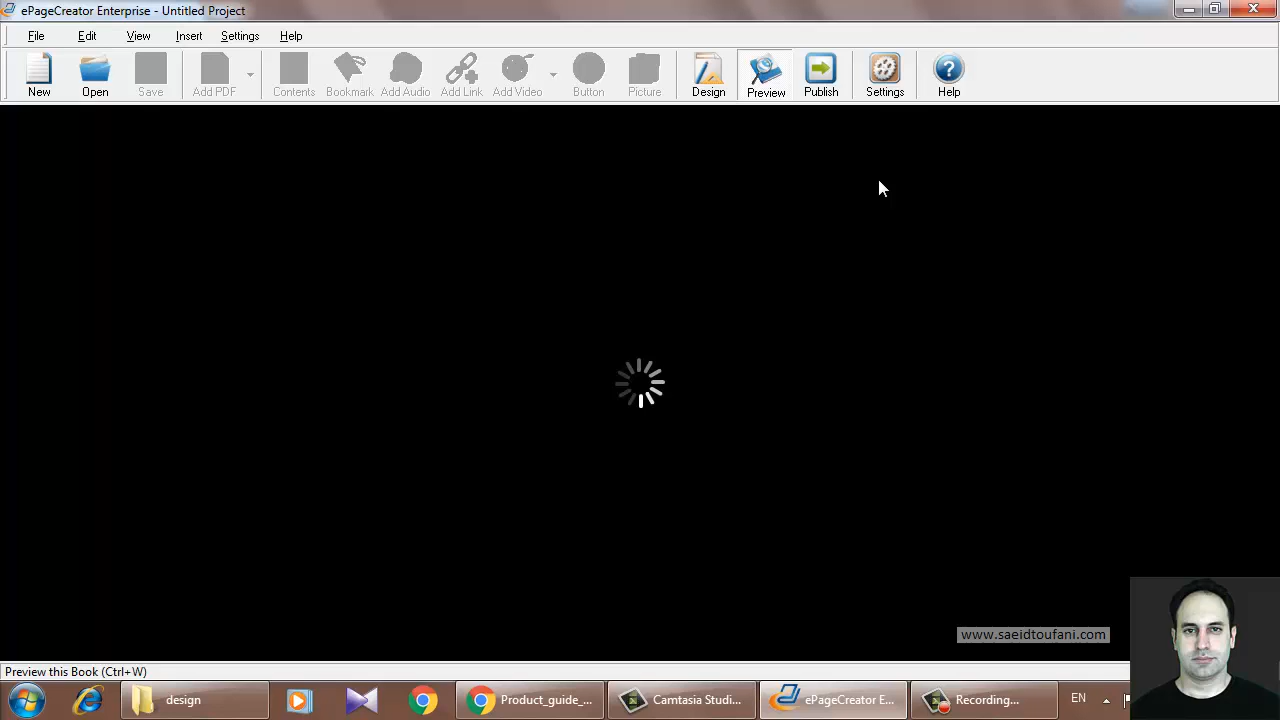 ePageCreator Enterprise - Untitled Project
File Edit View Insert Settings Help
New Open Save Add PDF Contents Bookmark Add Audio Add Link Add Video Button Picture Design Preview Publish Settings Help
www.saeidtoufani.com
Preview this Book (Ctrl+W)
design Product_guide_... Camtasia Studi... ePageCreator E... Recording... EN